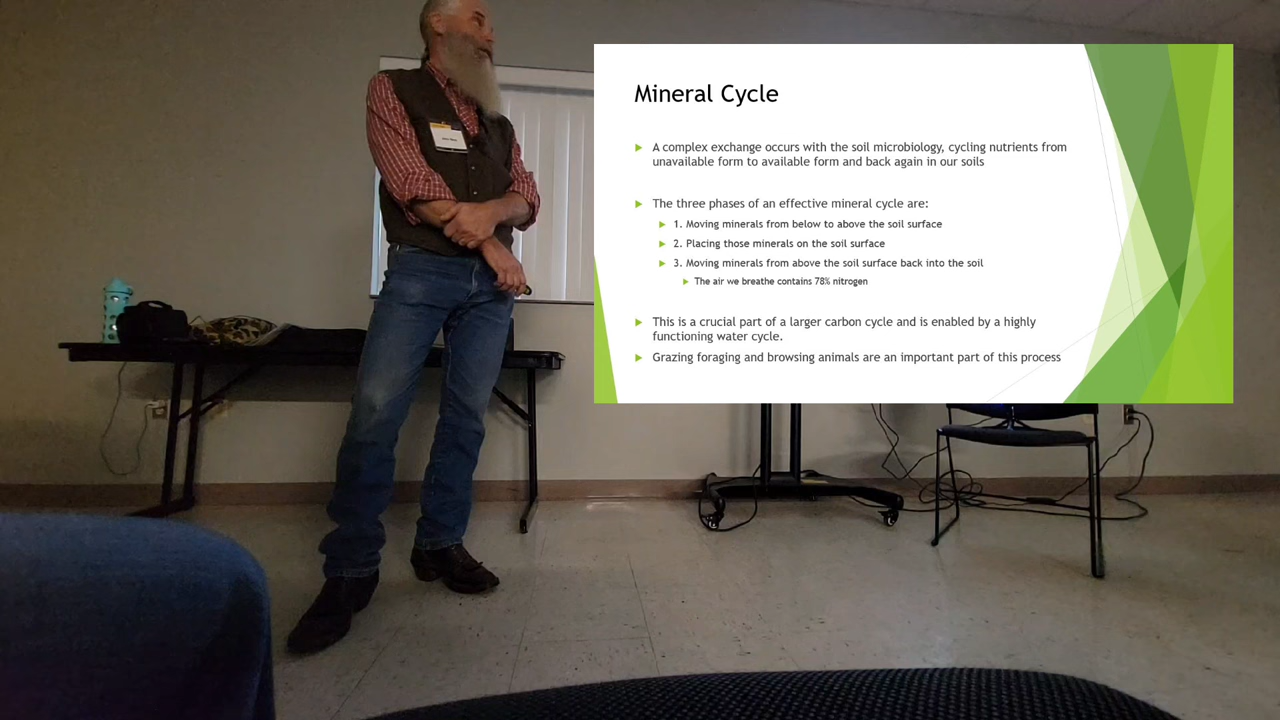 Mineral Cycle
A complex exchange occurs with the soil microbiology, cycling nutrients from
unavailable form to available form and back again in our soils
The three phases of an effective mineral cycle are:
1. Moving minerals from below to above the soil surface
2. Placing those minerals on the soil surface
3. Moving minerals from above the soil surface back into the soil
The air we breathe contains 78% nitrogen
This is a crucial part of a larger carbon cycle and is enabled by a highly
functioning water cycle.
Grazing foraging and browsing animals are an important part of this process